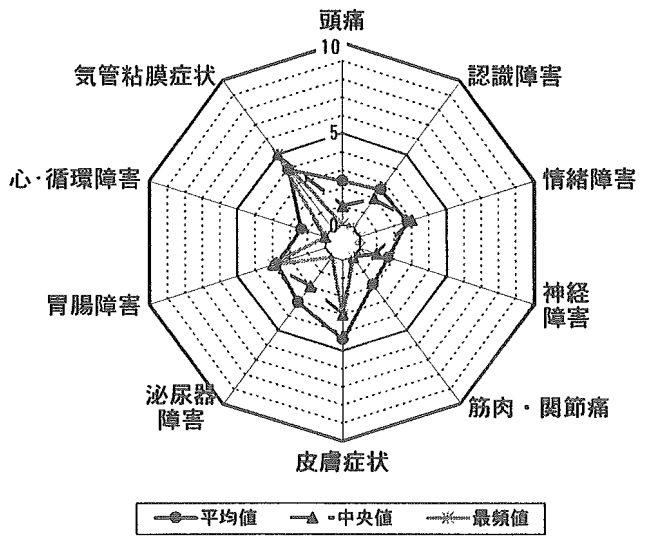 頭痛
10
気管粘膜症状
認識障害
5
心・循環障害
情緒障害
0
胃腸障害
神経
障害
泌尿器
障害
筋肉・関節痛
皮膚症状
平均値 中央値 最頻値